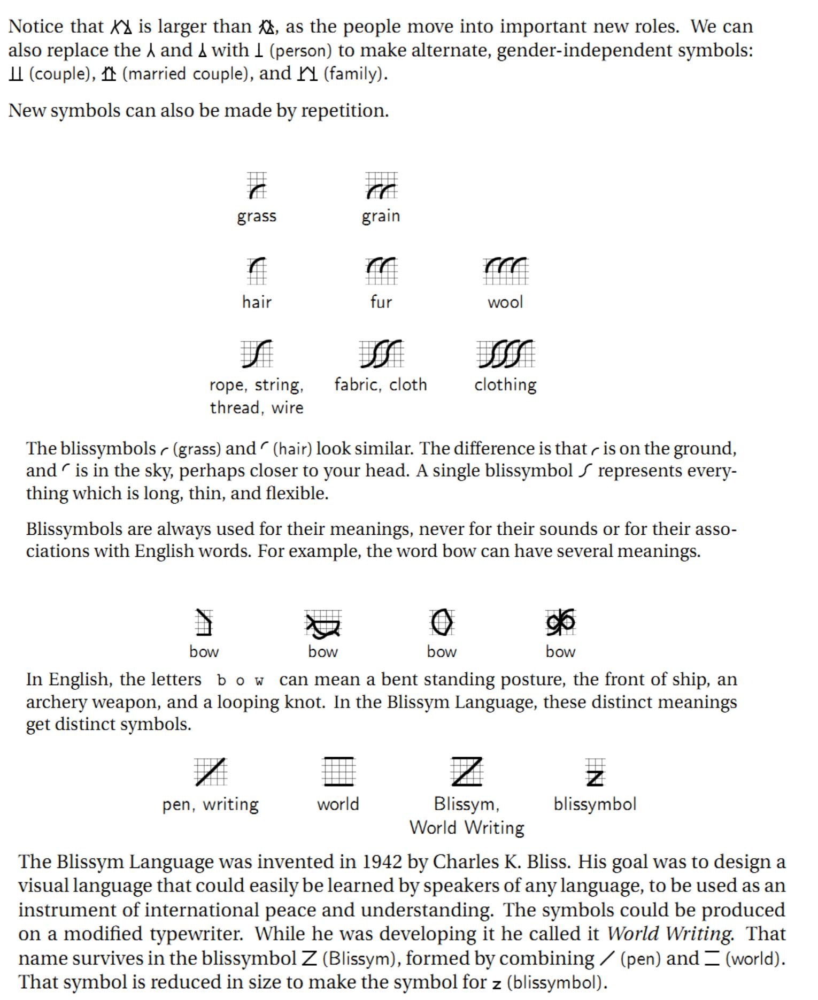 Notice that is larger than , as the people move into important new roles. We can
also replace the and with (person) to make alternate, gender-independent symbols:
(couple), (married couple), and (family).
New symbols can also be made by repetition.
grass grain
hair fur wool
rope, string, fabric, cloth clothing
thread, wire
The blissymbols (grass) and (hair) look similar. The difference is that is on the ground,
and is in the sky, perhaps closer to your head. A single blissymbol represents every-
thing which is long, thin, and flexible.
Blissymbols are always used for their meanings, never for their sounds or for their asso-
ciations with English words. For example, the word bow can have several meanings.
bow bow bow bow
In English, the letters b o w can mean a bent standing posture, the front of ship, an
archery weapon, and a looping knot. In the Blissym Language, these distinct meanings
get distinct symbols.
pen, writing world Blissym, blissymbol
World Writing
The Blissym Language was invented in 1942 by Charles K. Bliss. His goal was to design a
visual language that could easily be learned by speakers of any language, to be used as an
instrument of international peace and understanding. The symbols could be produced
on a modified typewriter. While he was developing it he called it World Writing. That
name survives in the blissymbol (Blissym), formed by combining (pen) and (world).
That symbol is reduced in size to make the symbol for (blissymbol).